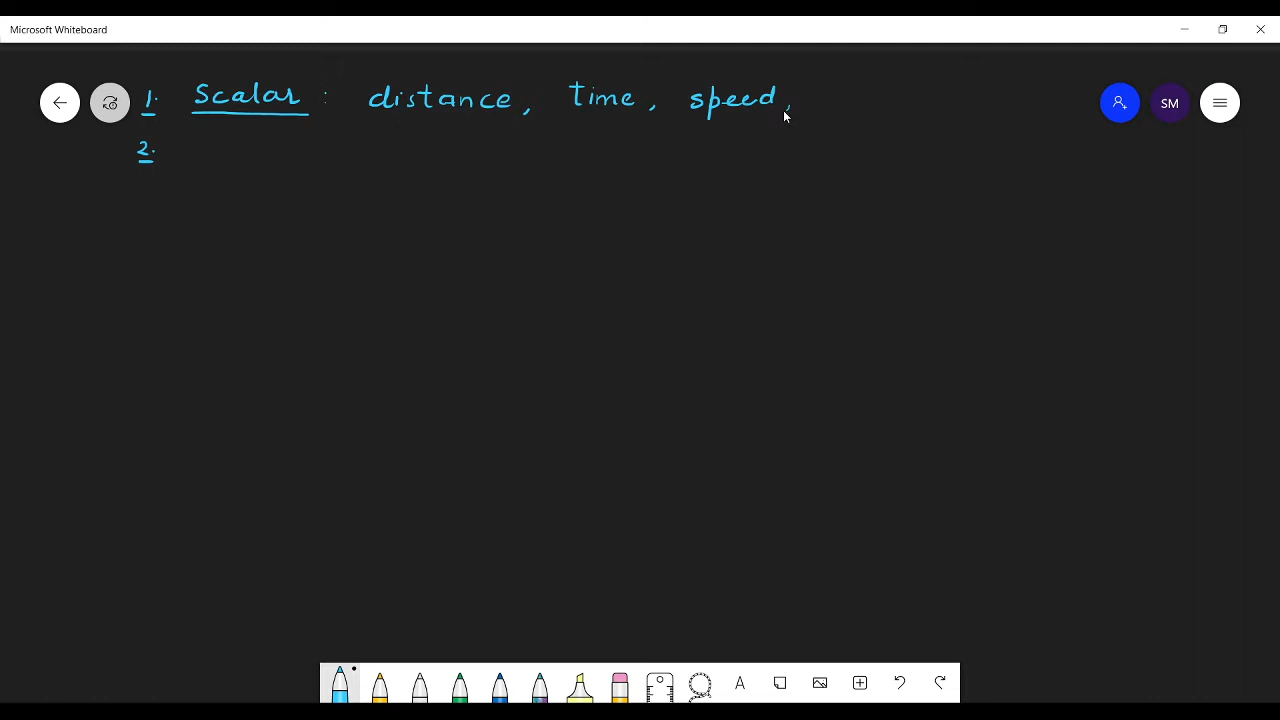 Microsoft Whiteboard
1. Scalar : distance, time, speed,
SM
2.
A